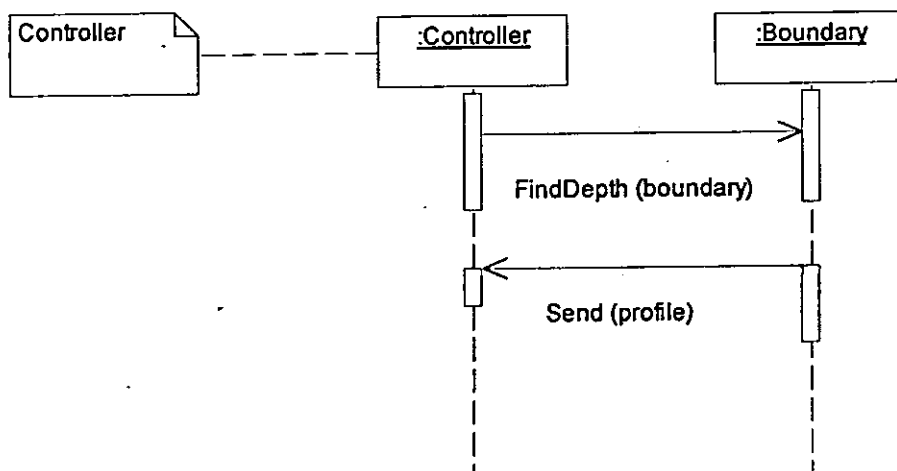 Controller
:Controller
:Boundary
FindDepth (boundary)
Send (profile)